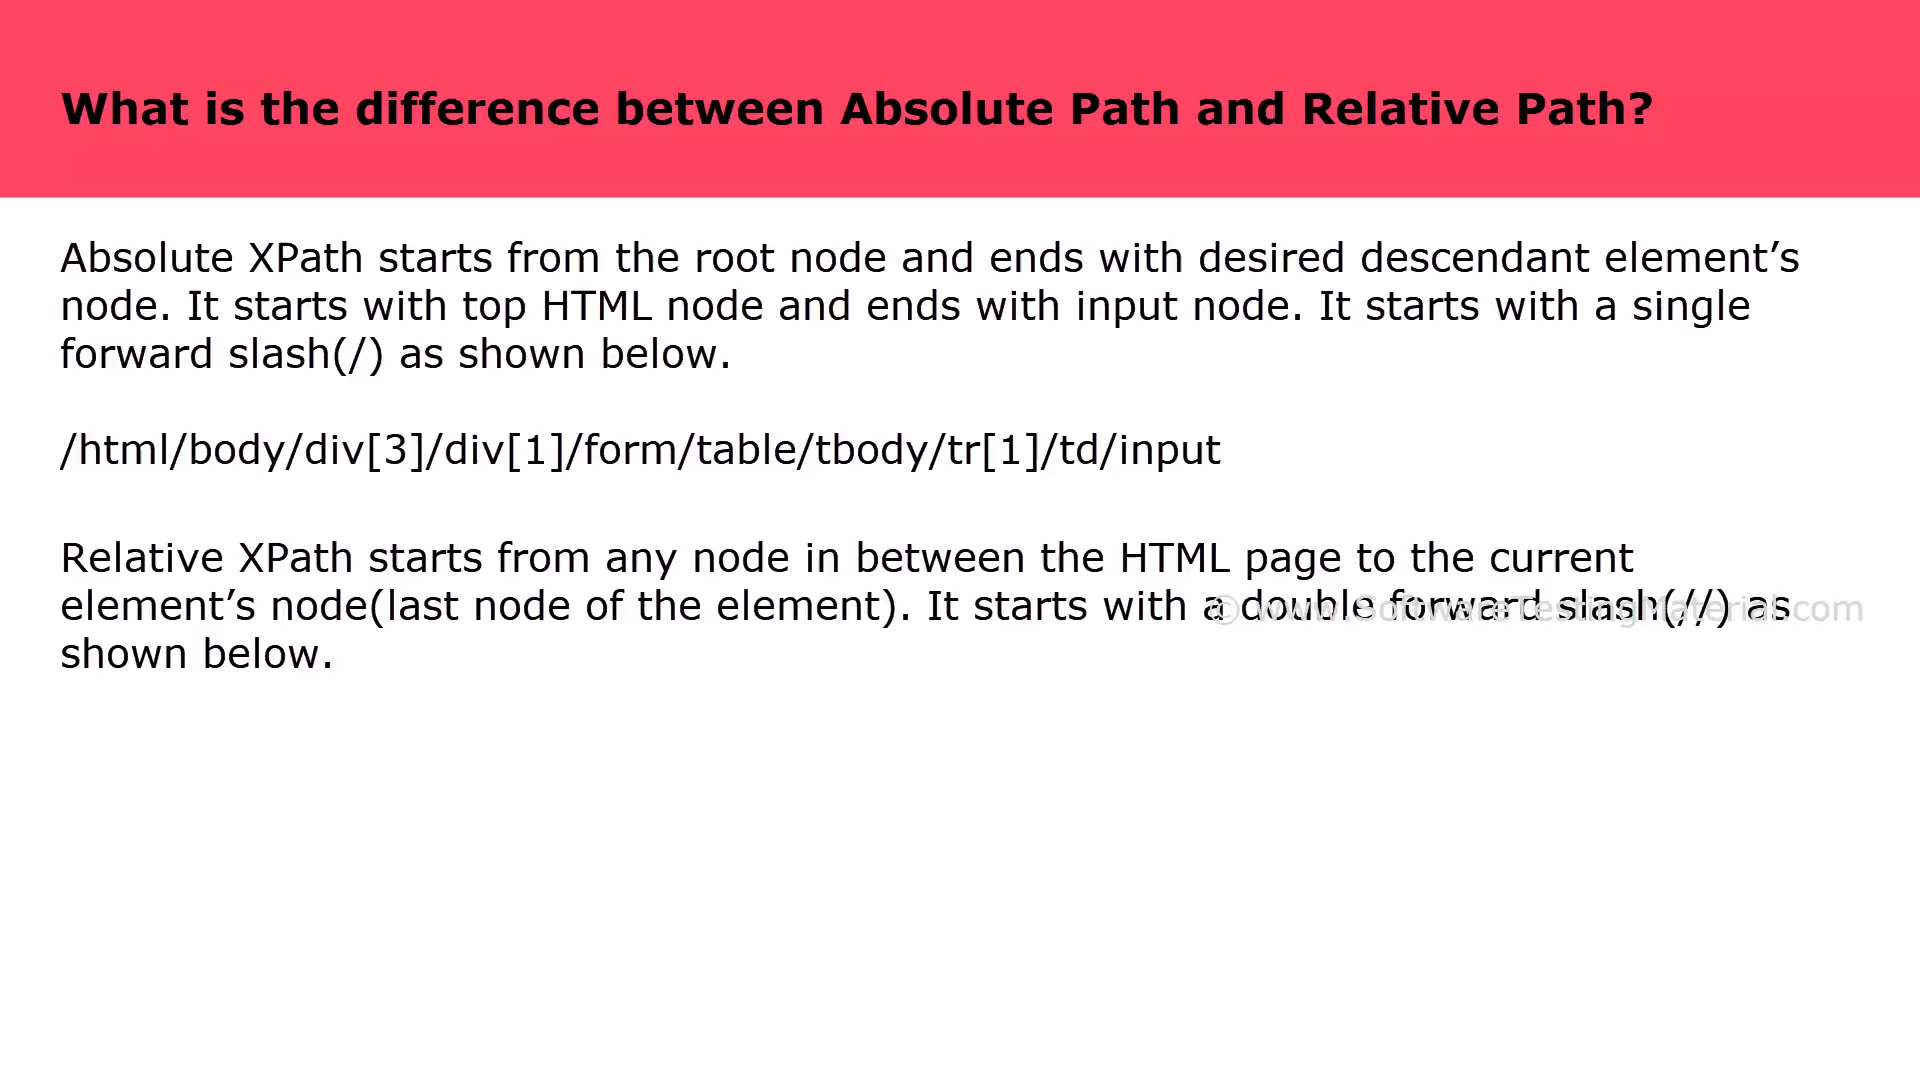 What is the difference between Absolute Path and Relative Path?
Absolute XPath starts from the root node and ends with desired descendant element’s
node. It starts with top HTML node and ends with input node. It starts with a single
forward slash(/) as shown below.
/html/body/div[3]/div[1]/form/table/tbody/tr[1]/td/input
Relative XPath starts from any node in between the HTML page to the current
element’s node(last node of the element). It starts with a double forward slash(//) as
shown below.
© www.SoftwareTestingMaterial.com